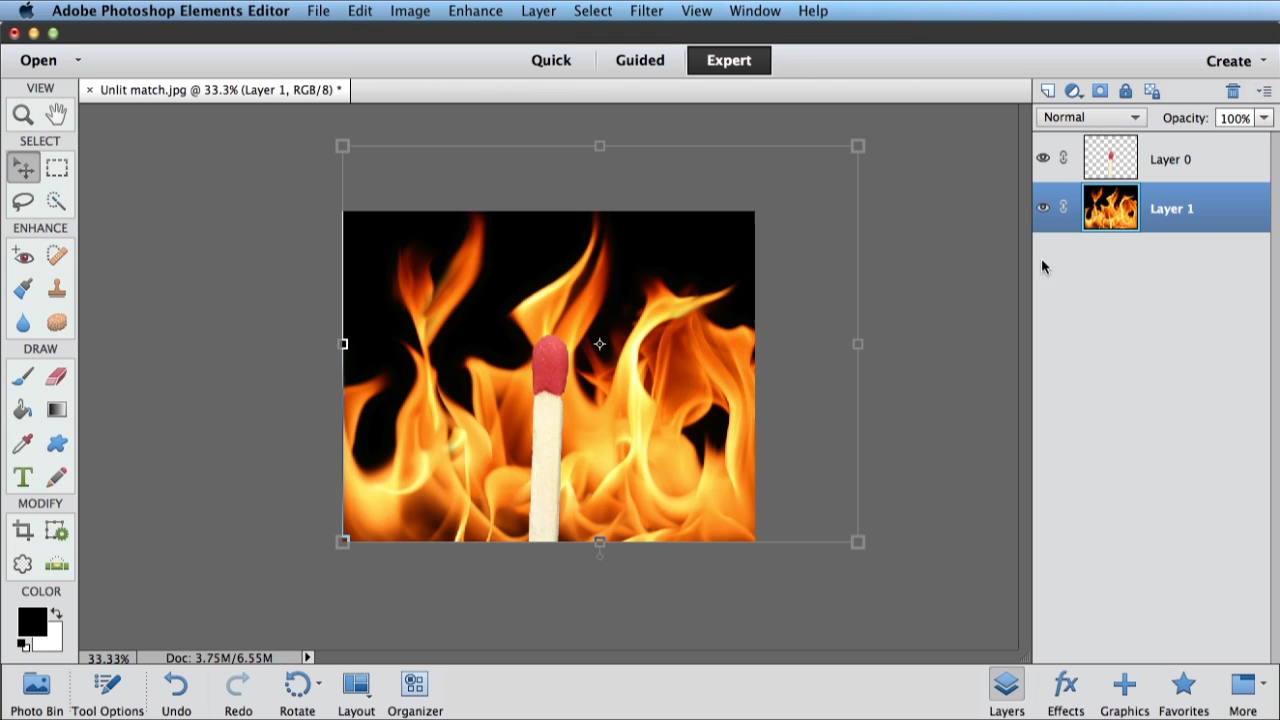 Adobe Photoshop Elements Editor File Edit Image Enhance Layer Select Filter View Window Help
Open Quick Guided Expert Create
VIEW
× Unlit match.jpg @ 33.3% (Layer 1, RGB/8) *
Normal Opacity: 100%
SELECT
Layer 0
Layer 1
ENHANCE
DRAW
T
MODIFY
COLOR
33.33% Doc: 3.75M/6.55M
Photo Bin Tool Options Undo Redo Rotate Layout Organizer Layers fx Effects Graphics Favorites More